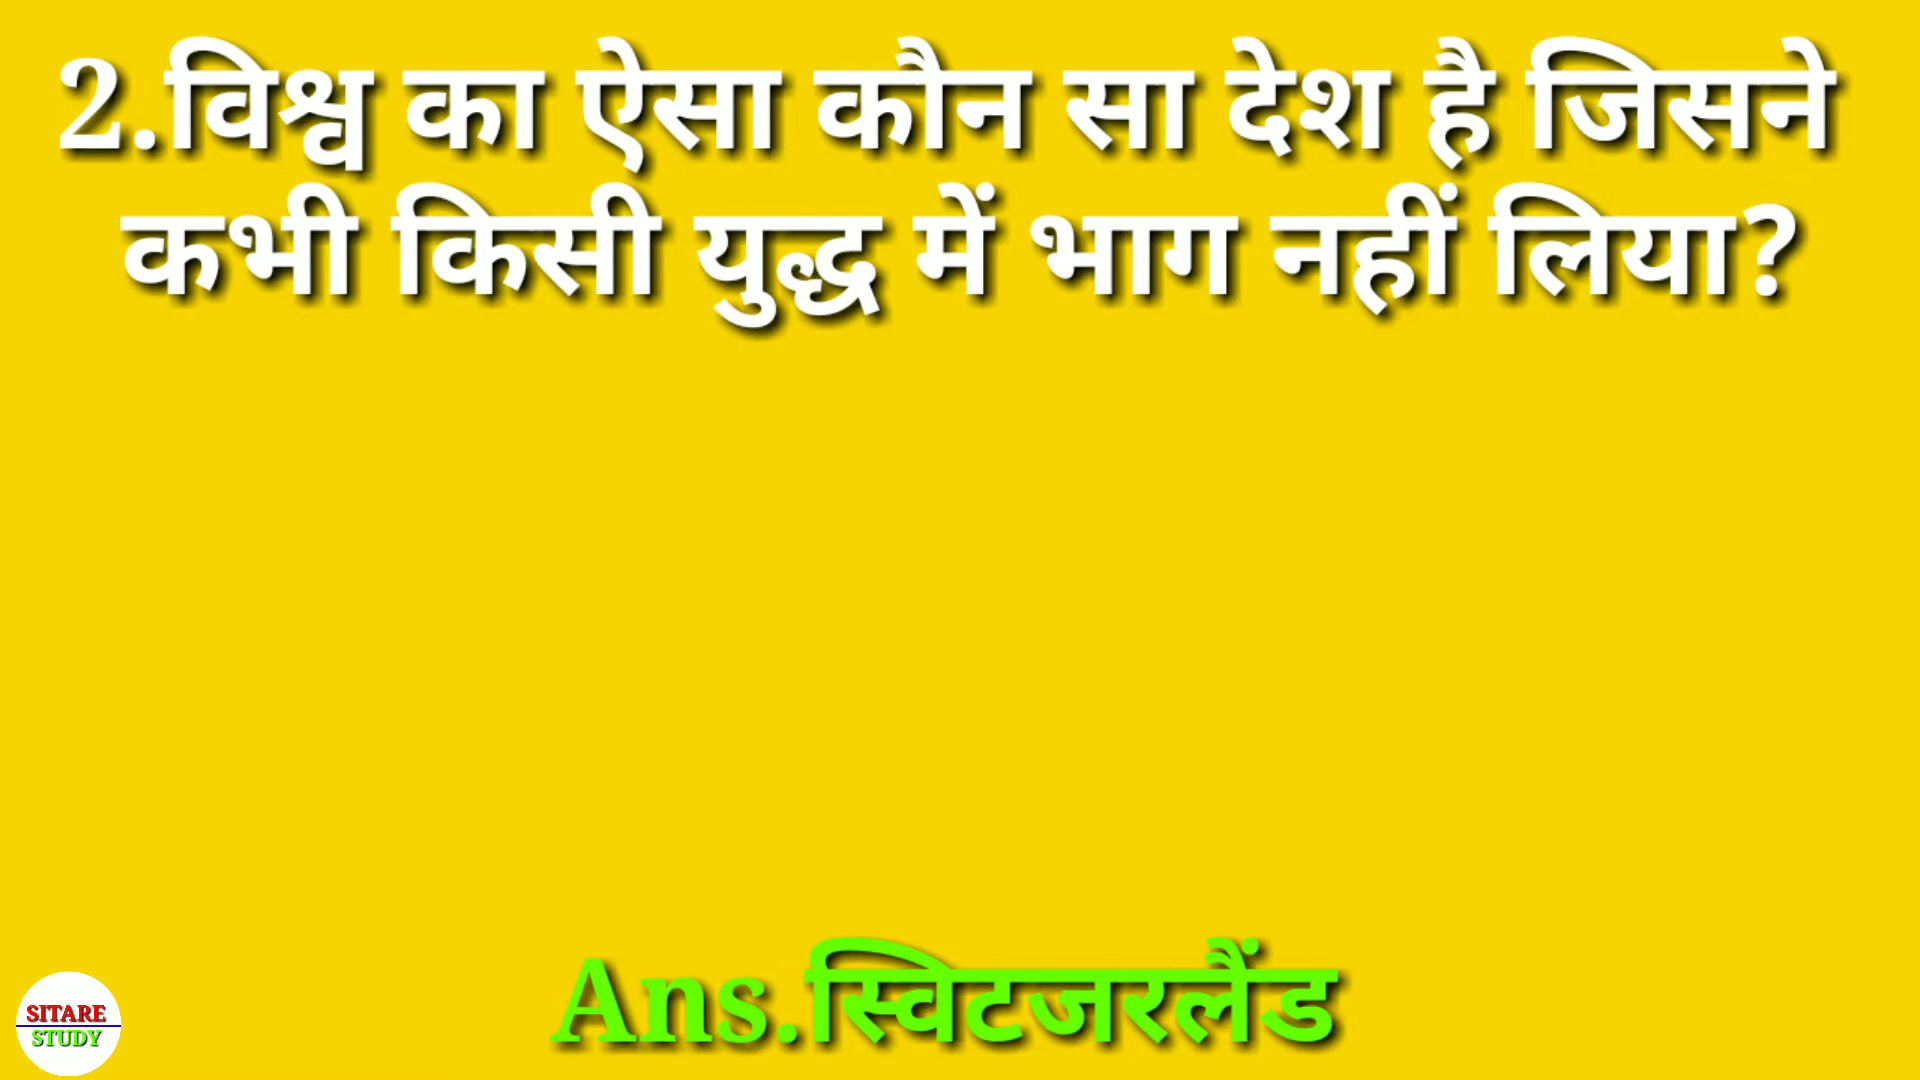 2.विश्व का ऐसा कौन सा देश है जिसने
कभी किसी युद्ध में भाग नहीं लिया?
Ans.स्विटजरलैंड
SITARE
STUDY